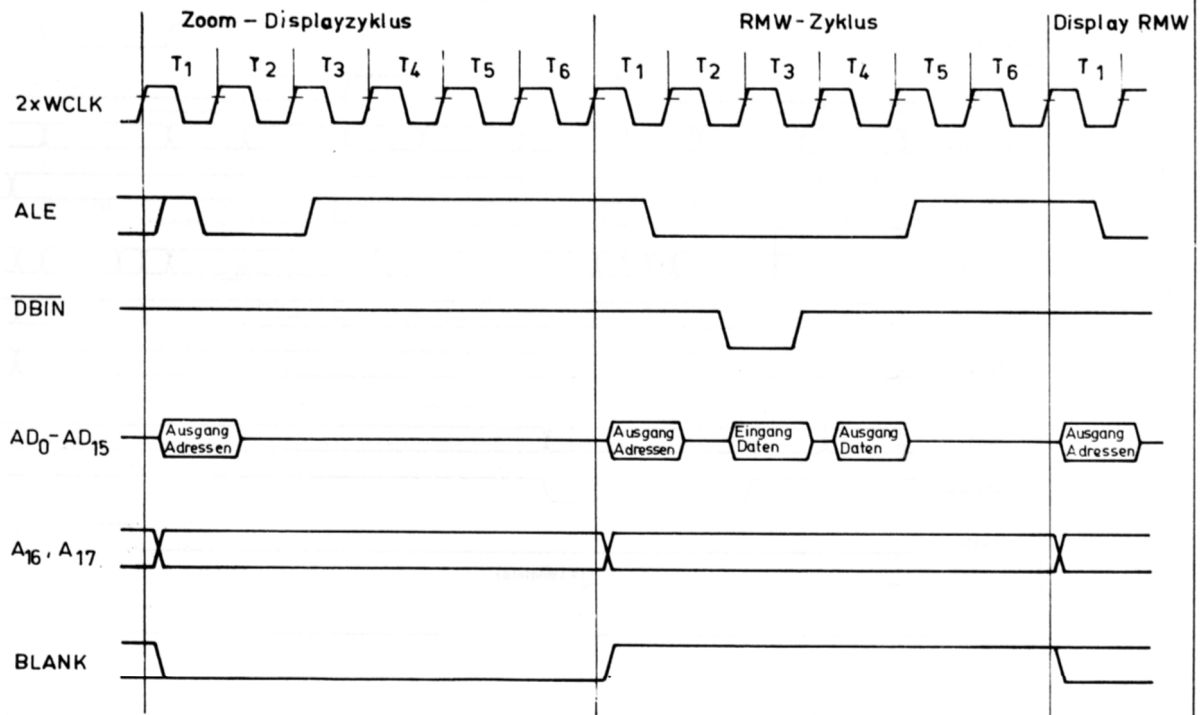 Zoom – Displayzyklus RMW-Zyklus Display RMW
T1 T2 T3 T4 T5 T6 T1 T2 T3 T4 T5 T6 T1
2xWCLK
ALE
DBIN
AD0-AD15
Ausgang Adressen
Ausgang Adressen
Eingang Daten
Ausgang Daten
Ausgang Adressen
A16, A17
BLANK